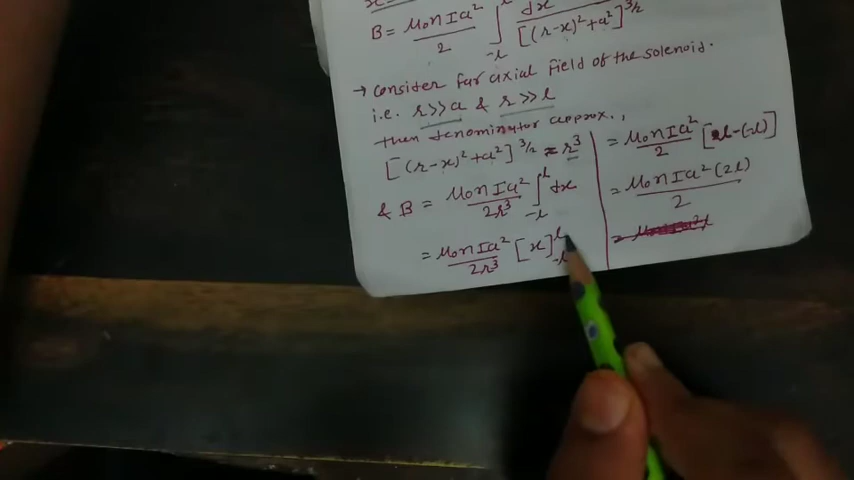 B = μ₀nIa²/2 ∫₋ₗ dx/[(r-x)²+a²]^3/2
→ Consider far axial field of the solenoid.
i.e. r>>a & r>>l
then denominator approx.,
[(r-x)²+a²]^3/2 ≈ r³
& B = μ₀nIa²/2r³ ∫₋ₗˡ dx
= μ₀nIa²/2r³ [x]₋ₗˡ
= μ₀nIa²/2 [l-(-l)]
= μ₀nIa²(2l)/2
=